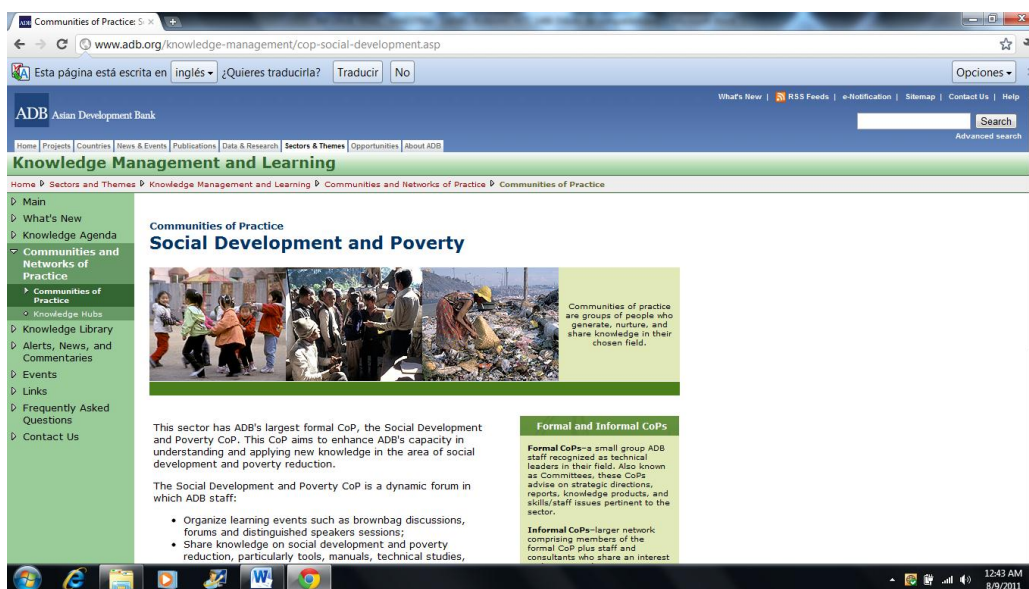 Communities of Practice: S
www.adb.org/knowledge-management/cop-social-development.asp
Esta página está escrita en inglés ¿Quieres traducirla? Traducir No Opciones
What's New | RSS Feeds | e-Notification | Sitemap | Contact Us | Help
ADB Asian Development Bank
Search
Advanced search
Home Projects Countries News & Events Publications Data & Research Sectors & Themes Opportunities About ADB
Knowledge Management and Learning
Home Sectors and Themes Knowledge Management and Learning Communities and Networks of Practice Communities of Practice
Main
What's New
Knowledge Agenda
Communities and
Networks of
Practice
Communities of
Practice
Knowledge Hubs
Knowledge Library
Alerts, News, and
Commentaries
Events
Links
Frequently Asked
Questions
Contact Us
Communities of Practice
Social Development and Poverty
Communities of practice
are groups of people who
generate, nurture, and
share knowledge in their
chosen field.
This sector has ADB's largest formal CoP, the Social Development
and Poverty CoP. This CoP aims to enhance ADB's capacity in
understanding and applying new knowledge in the area of social
development and poverty reduction.
The Social Development and Poverty CoP is a dynamic forum in
which ADB staff:
• Organize learning events such as brownbag discussions,
forums and distinguished speakers sessions;
• Share knowledge on social development and poverty
reduction, particularly tools, manuals, technical studies,
Formal and Informal CoPs
Formal CoPs–a small group ADB
staff recognized as technical
leaders in their field. Also known
as Committees, these CoPs
advise on strategic directions,
reports, knowledge products, and
skills/staff issues pertinent to the
sector.
Informal CoPs–larger network
comprising members of the
formal CoP plus staff and
consultants who share an interest
12:43 AM
8/9/2011